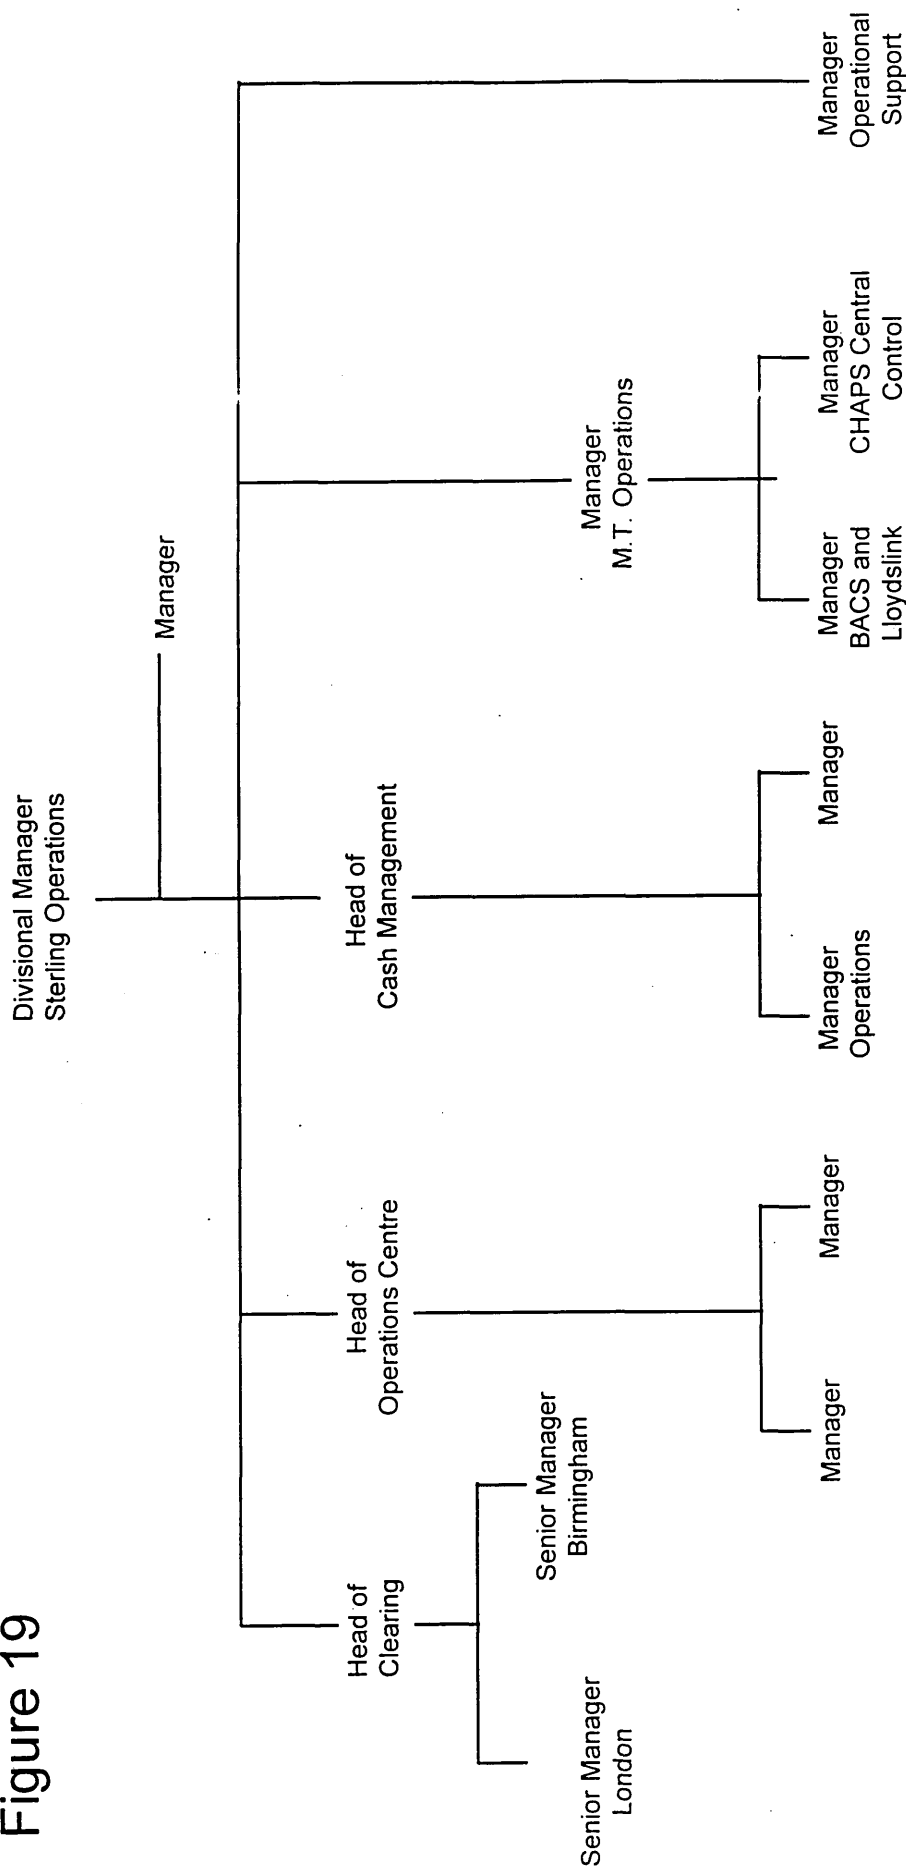 Figure 19
Divisional Manager
Sterling Operations
Manager
Head of
Clearing
Head of
Operations Centre
Head of
Cash Management
Manager
M.T. Operations
Senior Manager
London
Senior Manager
Birmingham
Manager
Manager
Manager
Operations
Manager
Manager
BACS and
Lloydslink
Manager
CHAPS Central
Control
Manager
Operational
Support